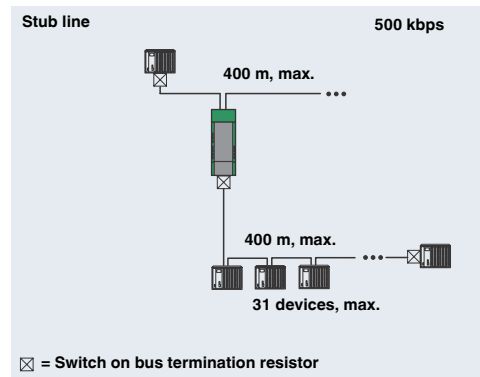 Stub line
500 kbps
400 m, max.
400 m, max.
31 devices, max.
= Switch on bus termination resistor